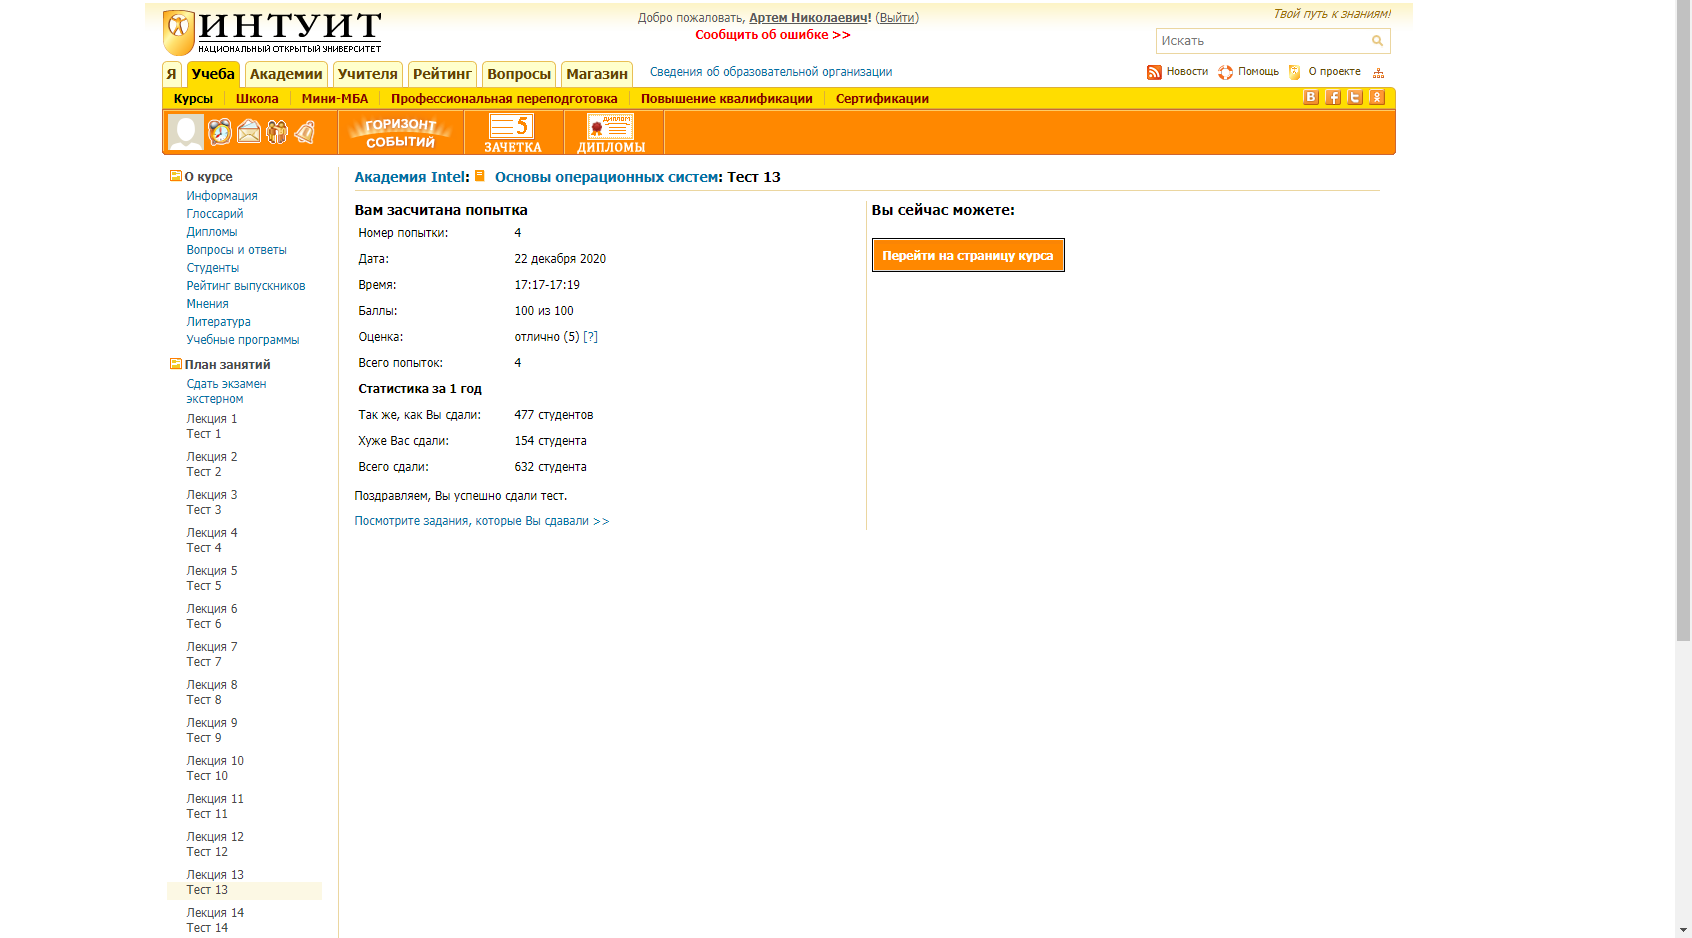 ИНТУИТ
НАЦИОНАЛЬНЫЙ ОТКРЫТЫЙ УНИВЕРСИТЕТ
Добро пожаловать, Артем Николаевич! (Выйти)
Сообщить об ошибке >>
Твой путь к знаниям!
Искать
Я Учеба Академии Учителя Рейтинг Вопросы Магазин Сведения об образовательной организации Новости Помощь О проекте
Курсы Школа Мини-МБА Профессиональная переподготовка Повышение квалификации Сертификации
ГОРИЗОНТ СОБЫТИЙ
5
ЗАЧЕТКА
ДИПЛОМ
ДИПЛОМЫ
О курсе
Информация
Глоссарий
Дипломы
Вопросы и ответы
Студенты
Рейтинг выпускников
Мнения
Литература
Учебные программы
План занятий
Сдать экзамен
экстерном
Лекция 1
Тест 1
Лекция 2
Тест 2
Лекция 3
Тест 3
Лекция 4
Тест 4
Лекция 5
Тест 5
Лекция 6
Тест 6
Лекция 7
Тест 7
Лекция 8
Тест 8
Лекция 9
Тест 9
Лекция 10
Тест 10
Лекция 11
Тест 11
Лекция 12
Тест 12
Лекция 13
Тест 13
Лекция 14
Тест 14
Академия Intel: Основы операционных систем: Тест 13
Вам засчитана попытка
Номер попытки: 4
Дата: 22 декабря 2020
Время: 17:17-17:19
Баллы: 100 из 100
Оценка: отлично (5) [?]
Всего попыток: 4
Статистика за 1 год
Так же, как Вы сдали: 477 студентов
Хуже Вас сдали: 154 студента
Всего сдали: 632 студента
Поздравляем, Вы успешно сдали тест.
Посмотрите задания, которые Вы сдавали >>
Вы сейчас можете:
Перейти на страницу курса